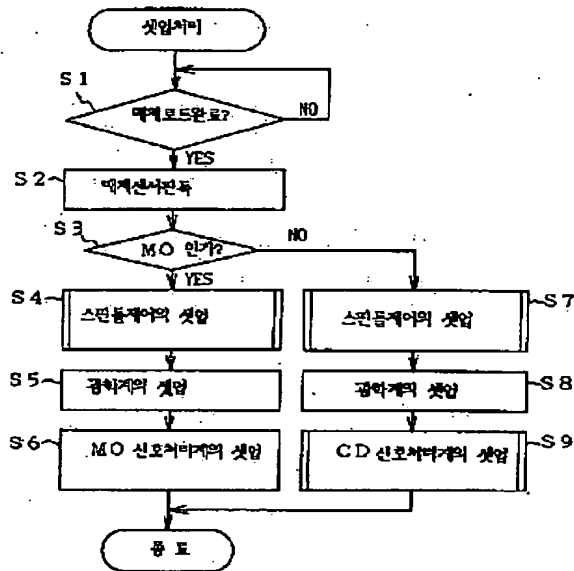 셋업처리
S1
매체로드완료?
NO
YES
S2
매체센서판독
S3
MO 인가?
NO
YES
S4
스핀들제어의 셋업
스핀들제어의 셋업
S7
S5
광학계의 셋업
광학계의 셋업
S8
S6
MO 신호처리계의 셋업
CD 신호처리계의 셋업
S9
종 료